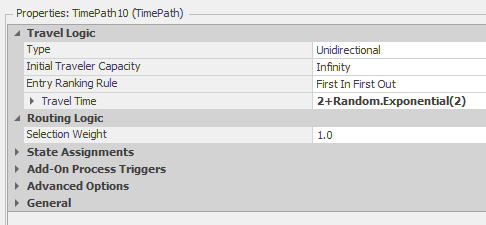 Properties: TimePath10 (TimePath)
Travel Logic
Type Unidirectional
Initial Traveler Capacity Infinity
Entry Ranking Rule First In First Out
Travel Time 2+Random.Exponential(2)
Routing Logic
Selection Weight 1.0
State Assignments
Add-On Process Triggers
Advanced Options
General